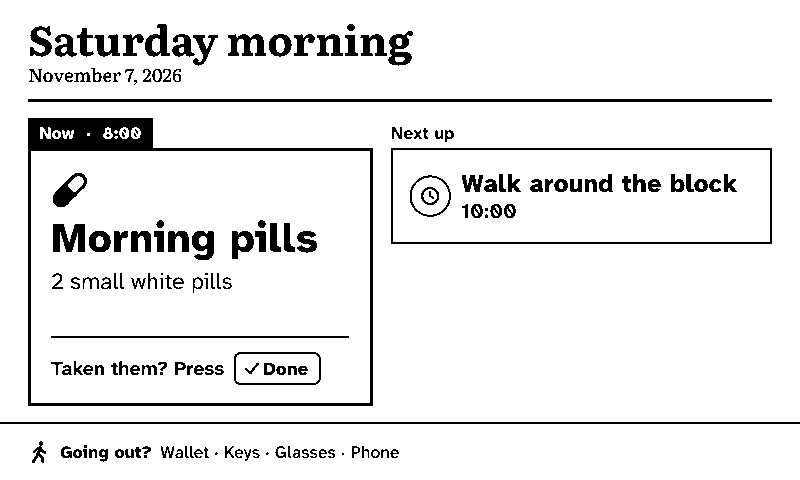 Saturday morning
November 7, 2026
Now · 8:00
Morning pills
2 small white pills
Taken them? Press ✓ Done
Next up
Walk around the block
10:00
Going out? Wallet · Keys · Glasses · Phone